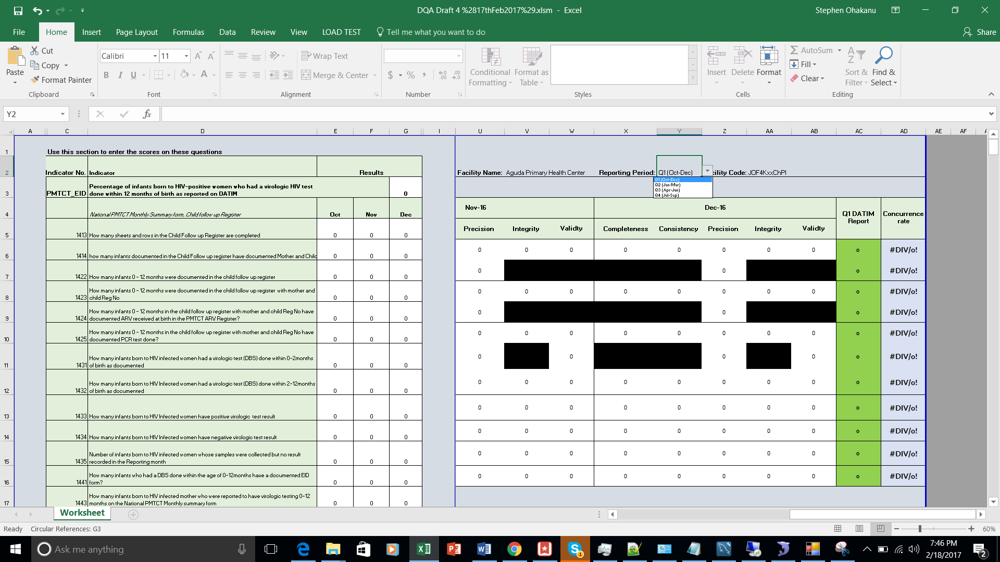 DQA Draft 4 %2817thFeb2017%29.xlsm - Excel
Stephen Ohakanu
File Home Insert Page Layout Formulas Data Review View LOAD TEST Tell me what you want to do
Share
Paste
Cut
Copy
Format Painter
Clipboard
Calibri 11
B I U
Font
Wrap Text
Merge & Center
Alignment
$ % ,
Number
Conditional Formatting
Format as Table
Styles
Insert Delete Format
Cells
AutoSum
Fill
Clear
Sort & Filter
Find & Select
Editing
Y2
fx
A C D E F G I U V W X Y Z AA AB AC AD AE AF
1 Use this section to enter the scores on these questions
2 Indicator No. Indicator Results
Facility Name: Aguda Primary Health Center Reporting Period: Q1 (Oct-Dec) cility Code: JOF4KxxChPI
Q1 (Oct-Dec)
Q2 (Jan-Mar)
Q3 (Apr-Jun)
Q4 (Jul-Sep)
3 PMTCT_EID Percentage of infants born to HIV-positive women who had a virologic HIV test
done within 12 months of birth as reported on DATIM 0
4 National PMTCT Monthly Summary form, Child follow up Register Oct Nov Dec
Nov-16 Dec-16 Q1 DATIM Report Concurrence rate
Precision Integrity Validty Completeness Consistency Precision Integrity Validty
5 1413 How many sheets and rows in the Child Follow up Register are completed 0 0 0
6 1414 how many infants documented in the Child Follow up register have documented Mother and Chilc 0 0 0
0 0 0 0 0 0 0 0 0 #DIV/0!
7 1422 How many infants 0 - 12 months were documented in the child follow up register 0 0 0
0 0 0 #DIV/0!
8 1423 How many infants 0 - 12 months were documented in the child follow up register with mother and
child Reg No 0 0 0
0 0 0 0 0 0 0 0 0 #DIV/0!
9 1424 How many infants 0 - 12 months in the child follow up register with mother and child Reg No have
documented ARV received at birth in the PMTCT ARV Register? 0 0 0
0 0 0 #DIV/0!
10 1425 How many infants 0 - 12 months in the child follow up register with mother and child Reg No have
documented PCR test done? 0 0 0
0 0 0 0 0 0 0 0 0 #DIV/0!
11 1431 How many infants born to HIV infected women had a virologic test (DBS) done within 0-2months
of birth as documented 0 0 0
0 0 0 0 0 #DIV/0!
12 1432 How many infants born to HIV Infected women had a virologic test (DBS) done within 2-12months
of birth as documented 0 0 0
0 0 0 0 0 0 0 0 0 #DIV/0!
13 1433 How many infants born to HIV Infected women have positive virologic test result 0 0 0
0 0 0 0 0 0 0 0 0 #DIV/0!
14 1434 How many infants born to HIV Infected women have negative virologic test result 0 0 0
0 0 0 0 0 0 0 0 0 #DIV/0!
15 1435 Number of infants born to HIV infected women whose samples were collected but no result
recorded in the Reporting month 0 0 0
0 0 0 0 0 0 0 0 0 #DIV/0!
16 1441 How many infants who had a DBS done within the age of 0-12months have a documented EID
form? 0 0 0
0 0 0 0 0 0 0 0 0 #DIV/0!
17 1443 How many infants born to HIV infected mother who were reported to have virologic testing 0-12
months on the National PMTCT Monthly summary form 0 0 0
Worksheet
Ready Circular References: G3
60%
Ask me anything
7:46 PM
2/18/2017
1
2